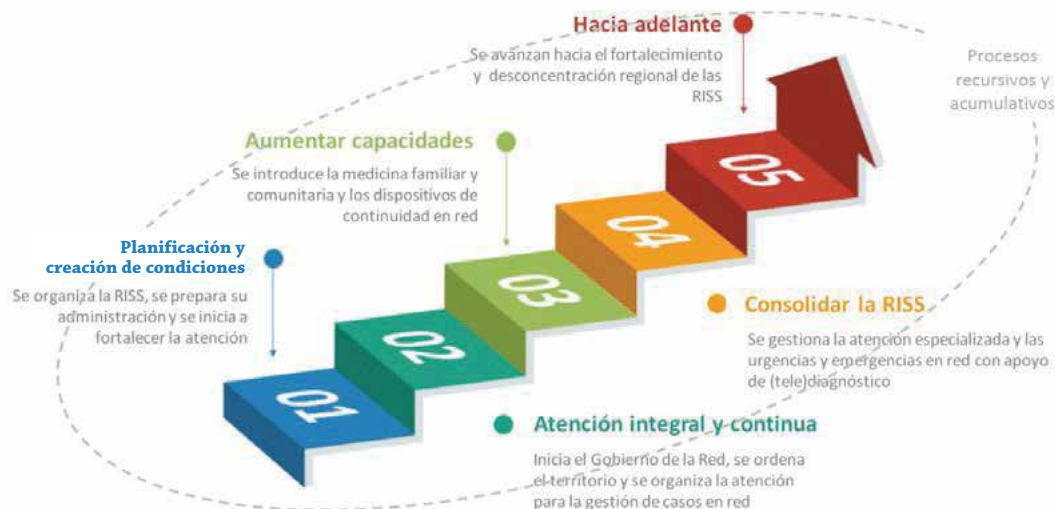 Hacia adelante
Se avanzan hacia el fortalecimiento
y desconcentración regional de las
RISS
Procesos
recursivos y
acumulativos
Aumentar capacidades
Se introduce la medicina familiar y
comunitaria y los dispositivos de
continuidad en red
Planificación y
creación de condiciones
Se organiza la RISS, se prepara su
administración y se inicia a
fortalecer la atención
05
04
03
02
01
Consolidar la RISS
Se gestiona la atención especializada y las
urgencias y emergencias en red con apoyo
de (tele)diagnóstico
Atención integral y continua
Inicia el Gobierno de la Red, se ordena
el territorio y se organiza la atención
para la gestión de casos en red